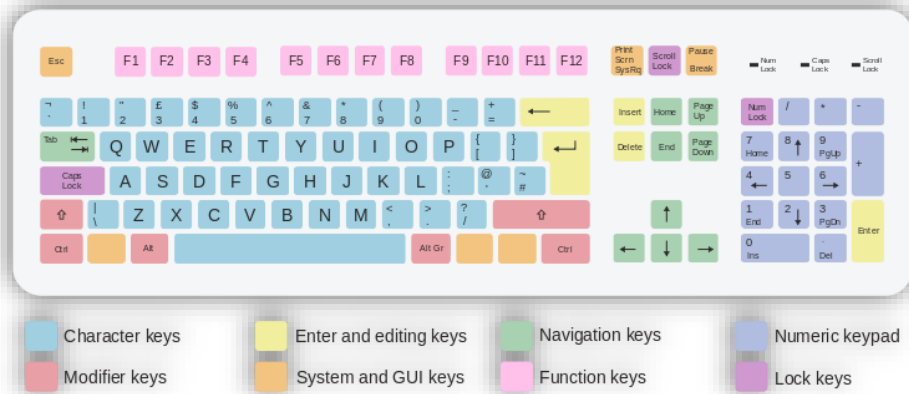 Esc F1 F2 F3 F4 F5 F6 F7 F8 F9 F10 F11 F12 Print Scrn SysRq Scroll Lock Pause Break Num Lock Caps Lock Scroll Lock
¬ ` ! 1 " 2 £ 3 $ 4 % 5 ^ 6 & 7 * 8 ( 9 ) 0 _ - + = ← Insert Home Page Up Num Lock / * -
Tab Q W E R T Y U I O P { [ } ] Delete End Page Down 7 Home 8 ↑ 9 PgUp +
Caps Lock A S D F G H J K L : ; @ ' ~ # 4 ← 5 6 →
⇧ | \ Z X C V B N M < , > . ? / ⇧ ↑ 1 End 2 ↓ 3 PgDn Enter
Ctrl Alt Alt Gr Ctrl ← ↓ → 0 Ins . Del
Character keys Enter and editing keys Navigation keys Numeric keypad
Modifier keys System and GUI keys Function keys Lock keys